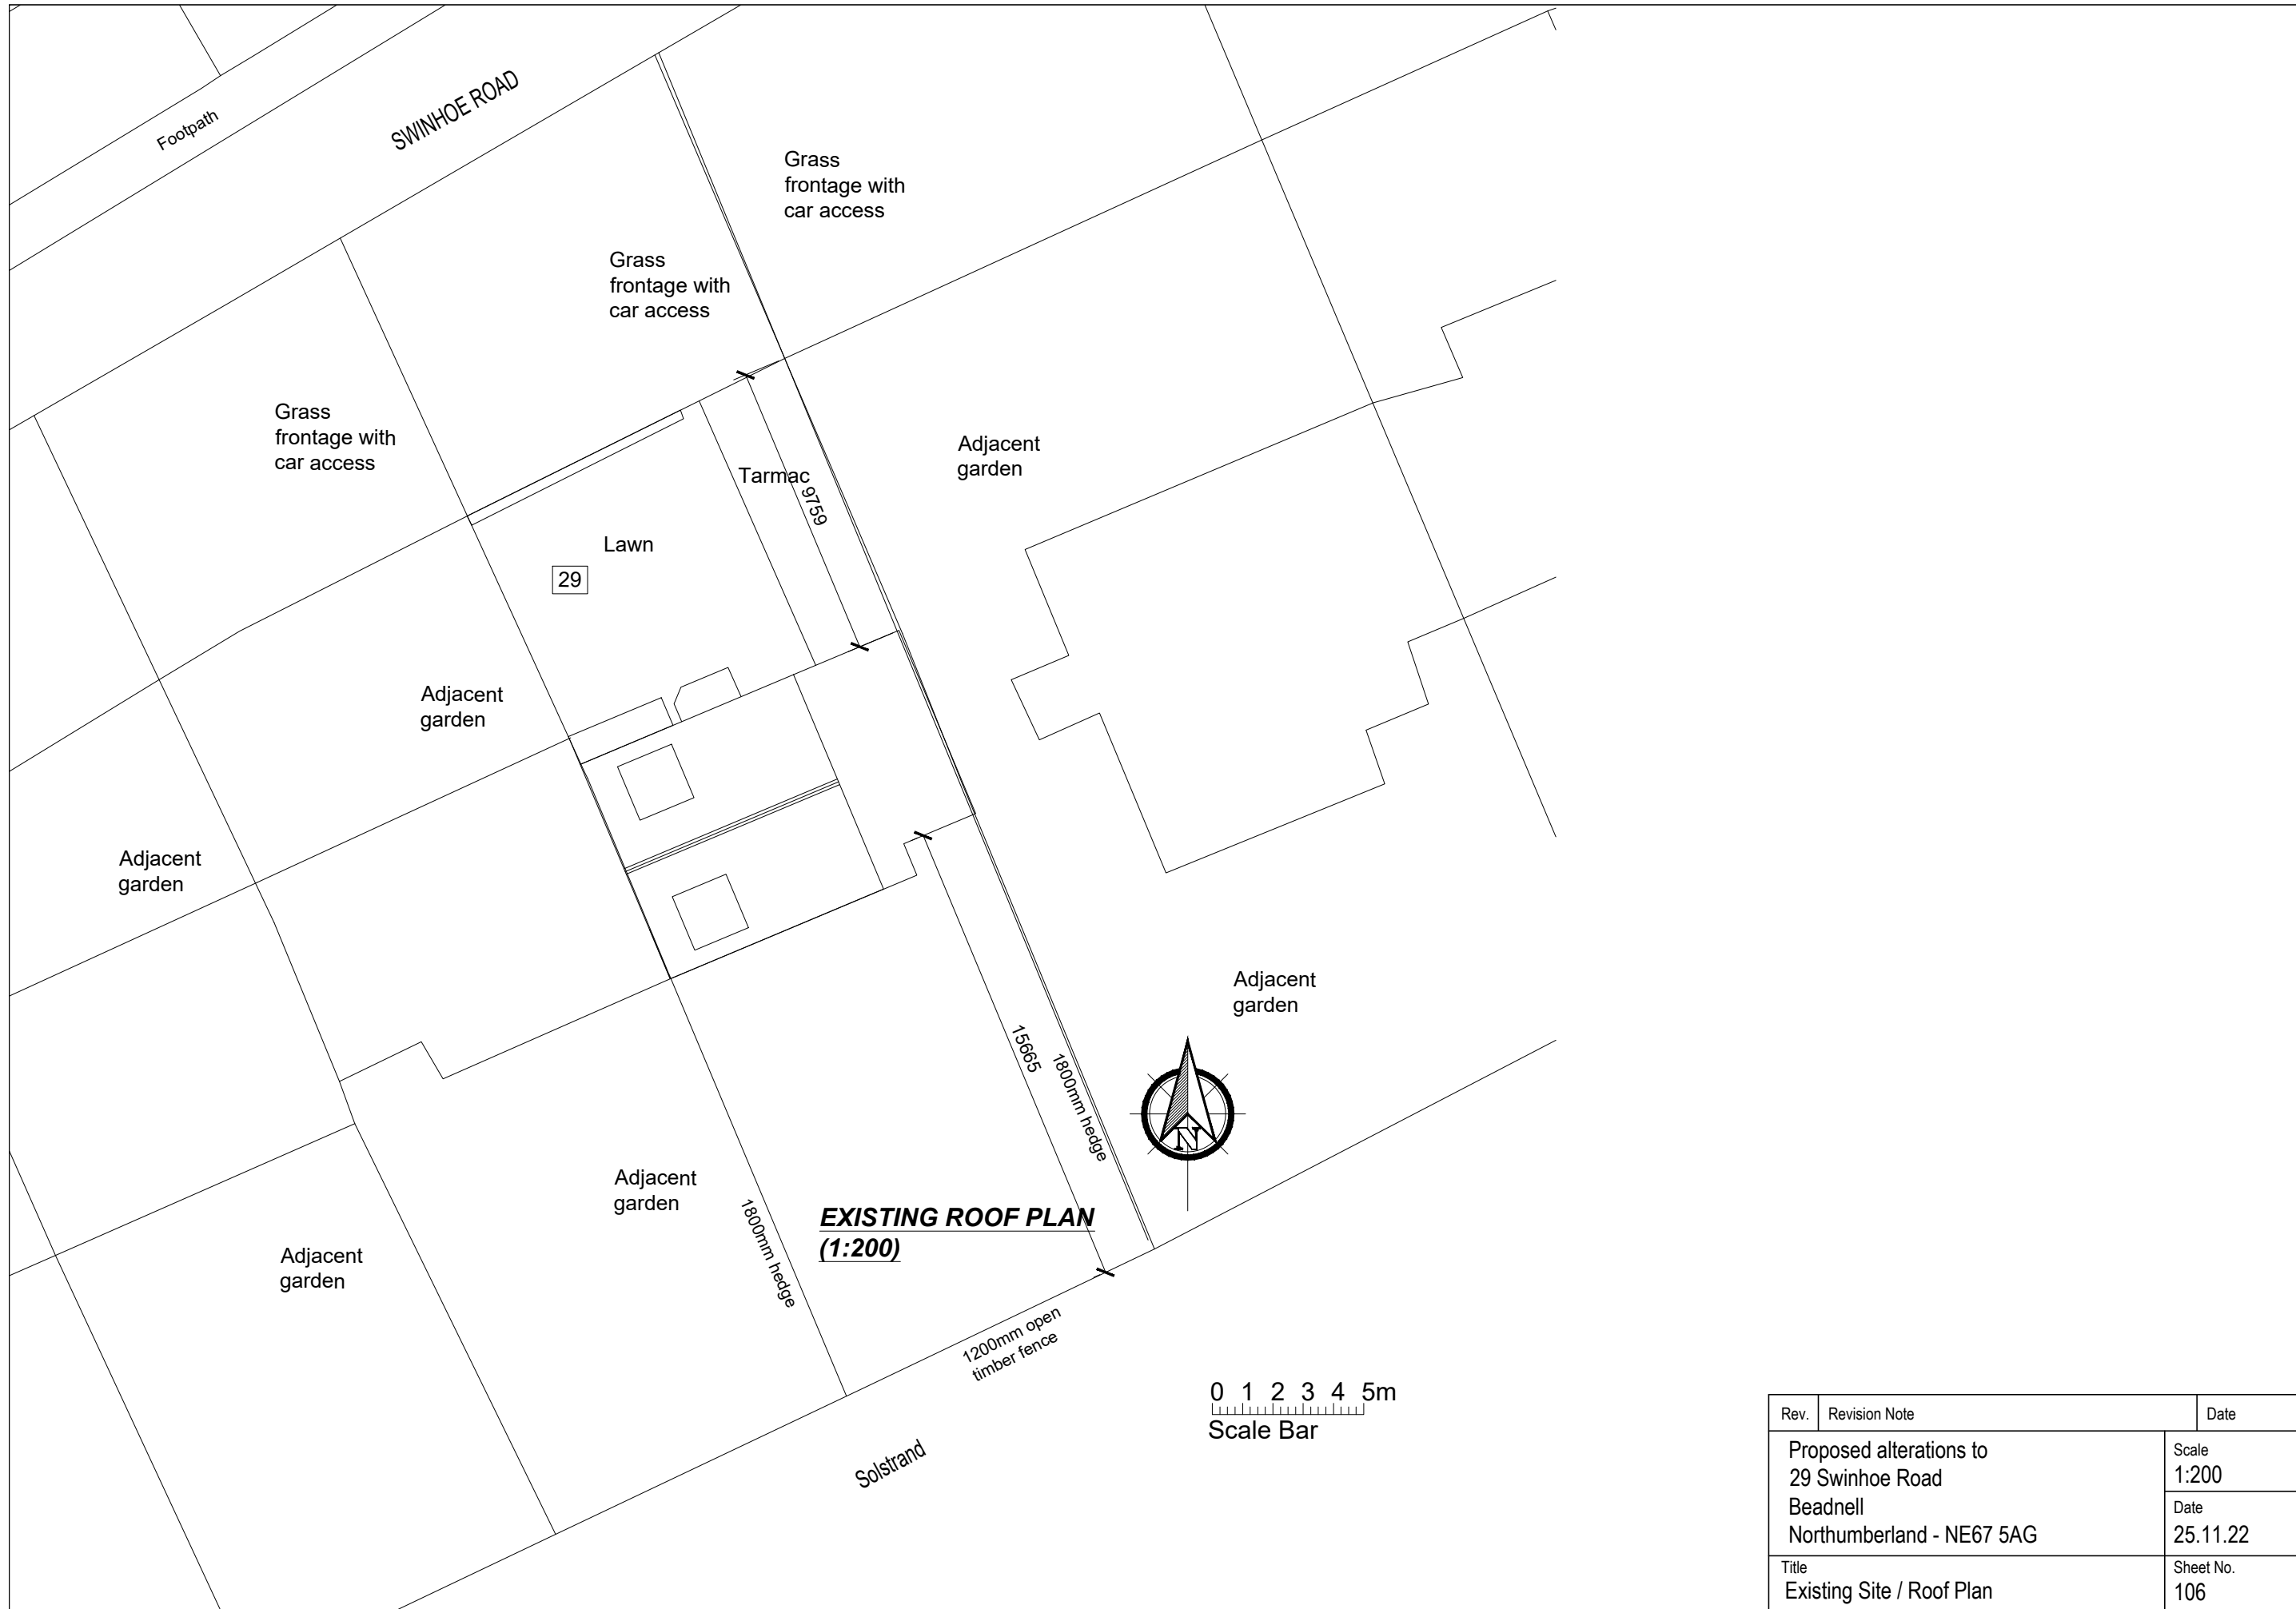 Footpath
SWINHOE ROAD
Grass
frontage with
car access
Grass
frontage with
car access
Grass
frontage with
car access
Adjacent
garden
Tarmac
9759
Lawn
29
Adjacent
garden
Adjacent
garden
Adjacent
garden
15665
1800mm hedge
N
Adjacent
garden
1800mm hedge
EXISTING ROOF PLAN
(1:200)
Adjacent
garden
1200mm open
timber fence
0 1 2 3 4 5m
Scale Bar
Solstrand
Rev. Revision Note Date
Proposed alterations to
29 Swinhoe Road
Beadnell
Northumberland - NE67 5AG
Scale
1:200
Date
25.11.22
Title
Existing Site / Roof Plan
Sheet No.
106